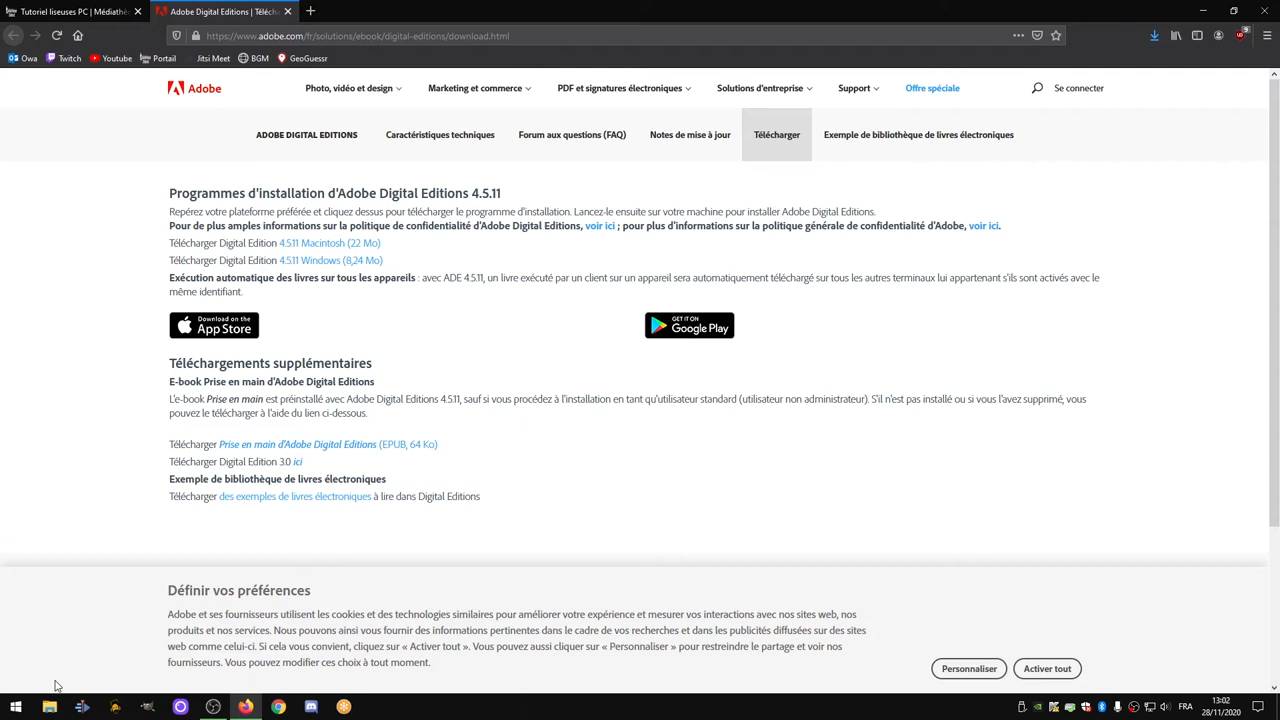 Tutoriel liseuses PC | Médiathè
Adobe Digital Editions | Téléch
https://www.adobe.com/fr/solutions/ebook/digital-editions/download.html
Owa Twitch Youtube Portail Jitsi Meet BGM GeoGuessr
Adobe
Photo, vidéo et design Marketing et commerce PDF et signatures électroniques Solutions d'entreprise Support Offre spéciale Se connecter
ADOBE DIGITAL EDITIONS Caractéristiques techniques Forum aux questions (FAQ) Notes de mise à jour Télécharger Exemple de bibliothèque de livres électroniques
Programmes d'installation d'Adobe Digital Editions 4.5.11
Repérez votre plateforme préférée et cliquez dessus pour télécharger le programme d'installation. Lancez-le ensuite sur votre machine pour installer Adobe Digital Editions.
Pour de plus amples informations sur la politique de confidentialité d'Adobe Digital Editions, voir ici ; pour plus d'informations sur la politique générale de confidentialité d'Adobe, voir ici.
Télécharger Digital Edition 4.5.11 Macintosh (22 Mo)
Télécharger Digital Edition 4.5.11 Windows (8,24 Mo)
Exécution automatique des livres sur tous les appareils : avec ADE 4.5.11, un livre exécuté par un client sur un appareil sera automatiquement téléchargé sur tous les autres terminaux lui appartenant s'ils sont activés avec le
même identifiant.
Download on the
App Store
GET IT ON
Google Play
Téléchargements supplémentaires
E-book Prise en main d'Adobe Digital Editions
L'e-book Prise en main est préinstallé avec Adobe Digital Editions 4.5.11, sauf si vous procédez à l'installation en tant qu'utilisateur standard (utilisateur non administrateur). S'il n'est pas installé ou si vous l'avez supprimé, vous
pouvez le télécharger à l'aide du lien ci-dessous.
Télécharger Prise en main d'Adobe Digital Editions (EPUB, 64 Ko)
Télécharger Digital Edition 3.0 ici
Exemple de bibliothèque de livres électroniques
Télécharger des exemples de livres électroniques à lire dans Digital Editions
Définir vos préférences
Adobe et ses fournisseurs utilisent les cookies et des technologies similaires pour améliorer votre expérience et mesurer vos interactions avec nos sites web, nos
produits et nos services. Nous pouvons ainsi vous fournir des informations pertinentes dans le cadre de vos recherches et dans les publicités diffusées sur des sites
web comme celui-ci. Si cela vous convient, cliquez sur « Activer tout ». Vous pouvez aussi cliquer sur « Personnaliser » pour restreindre le partage et voir nos
fournisseurs. Vous pouvez modifier ces choix à tout moment.
Personnaliser Activer tout
FRA
13:02
28/11/2020